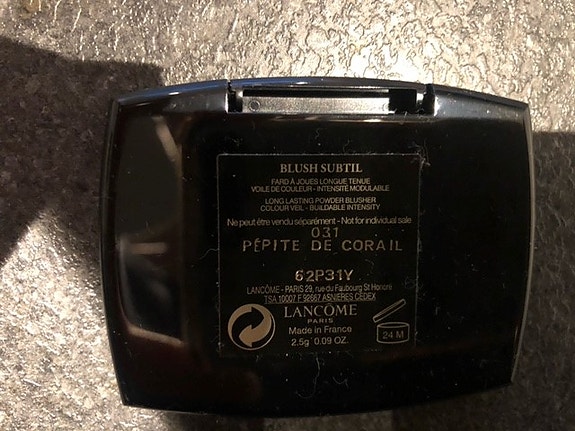 BLUSH SUBTIL
FARD À JOUES LONGUE TENUE
VOILE DE COULEUR - INTENSITÉ MODULABLE
LONG LASTING POWDER BLUSHER
COLOUR VEIL - BUILDABLE INTENSITY
Ne peut être vendu séparément - Not for individual sale
031
PÉPITE DE CORAIL
62P31Y
LANCÔME - PARIS 29, rue du Faubourg St Honoré
TSA 10007 F 92667 ASNIÈRES CEDEX
LANCÔME
PARIS
Made in France
2.5g 0.09 OZ.
24 M